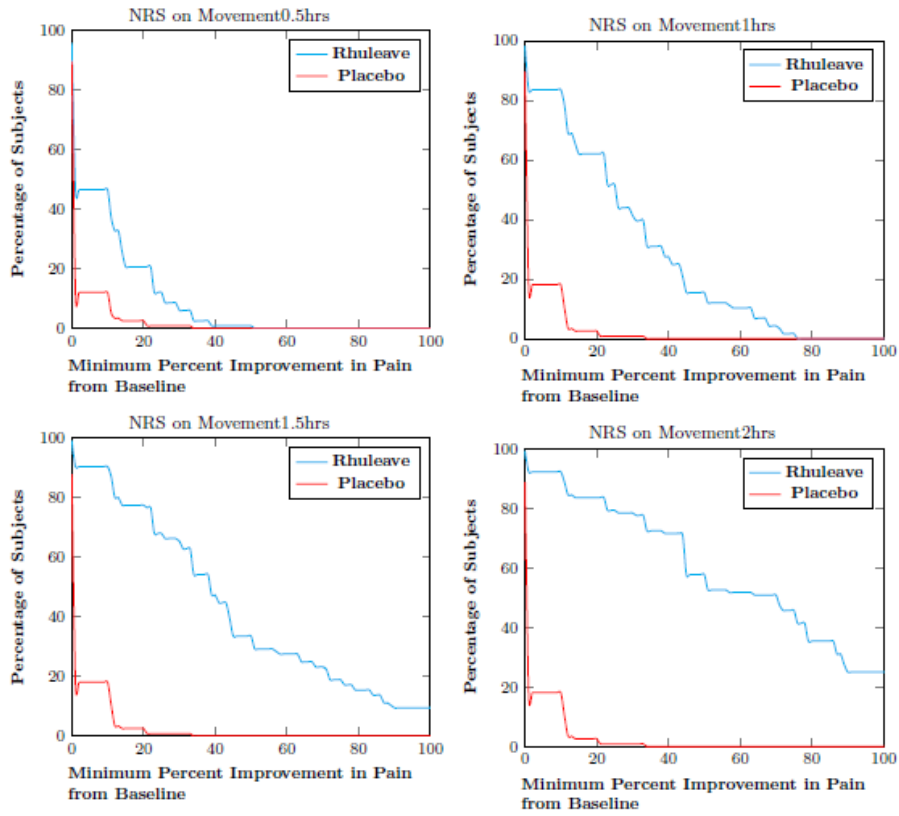 NRS on Movement0.5hrs
100
80
60
40
20
0
Percentage of Subjects
Rhuleave
Placebo
0 20 40 60 80 100
Minimum Percent Improvement in Pain
from Baseline
NRS on Movement1hrs
100
80
60
40
20
0
Percentage of Subjects
Rhuleave
Placebo
0 20 40 60 80 100
Minimum Percent Improvement in Pain
from Baseline
NRS on Movement1.5hrs
100
80
60
40
20
0
Percentage of Subjects
Rhuleave
Placebo
0 20 40 60 80 100
Minimum Percent Improvement in Pain
from Baseline
NRS on Movement2hrs
100
80
60
40
20
0
Percentage of Subjects
Rhuleave
Placebo
0 20 40 60 80 100
Minimum Percent Improvement in Pain
from Baseline